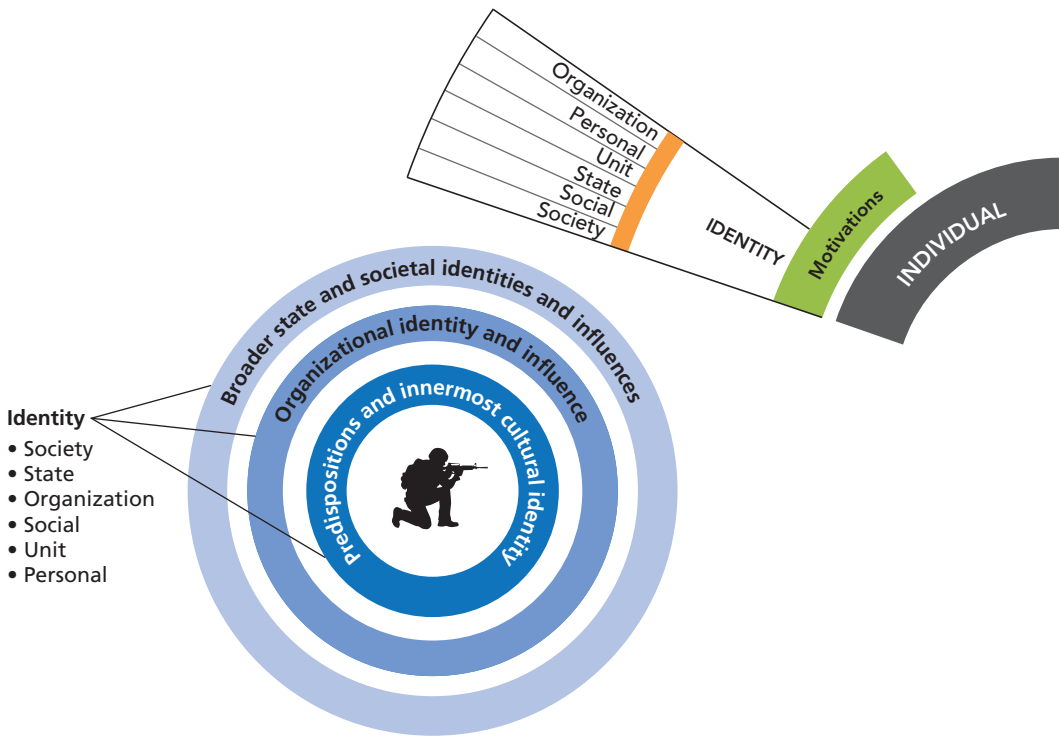 Organization
Personal
Unit
State
Social
Society
IDENTITY
Motivations
INDIVIDUAL
Broader state and societal identities and influences
Organizational identity and influence
Predispositions and innermost cultural identity
Identity
• Society
• State
• Organization
• Social
• Unit
• Personal